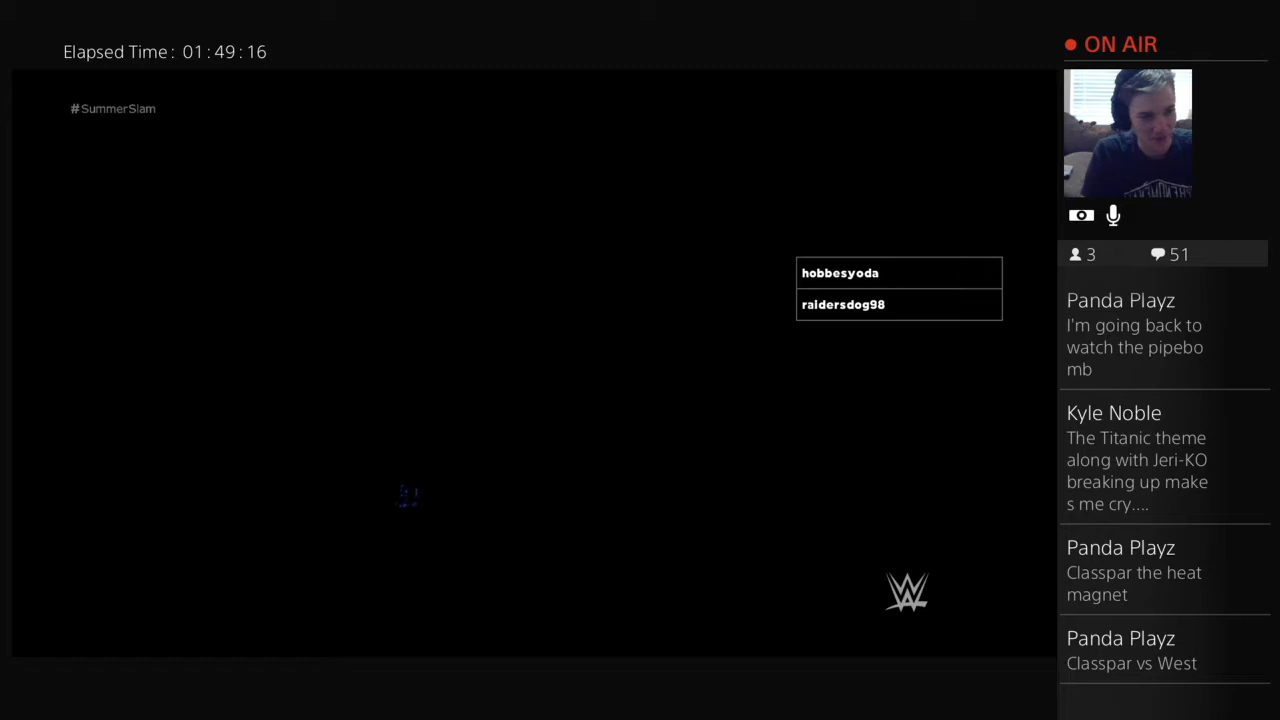 Elapsed Time: 01:49:16
ON AIR
#SummerSlam
3
51
hobbesyoda
raidersdog98
Panda Playz
I'm going back to
watch the pipebo
mb
Kyle Noble
The Titanic theme
along with Jeri-KO
breaking up make
s me cry....
Panda Playz
Classpar the heat
magnet
Panda Playz
Classpar vs West